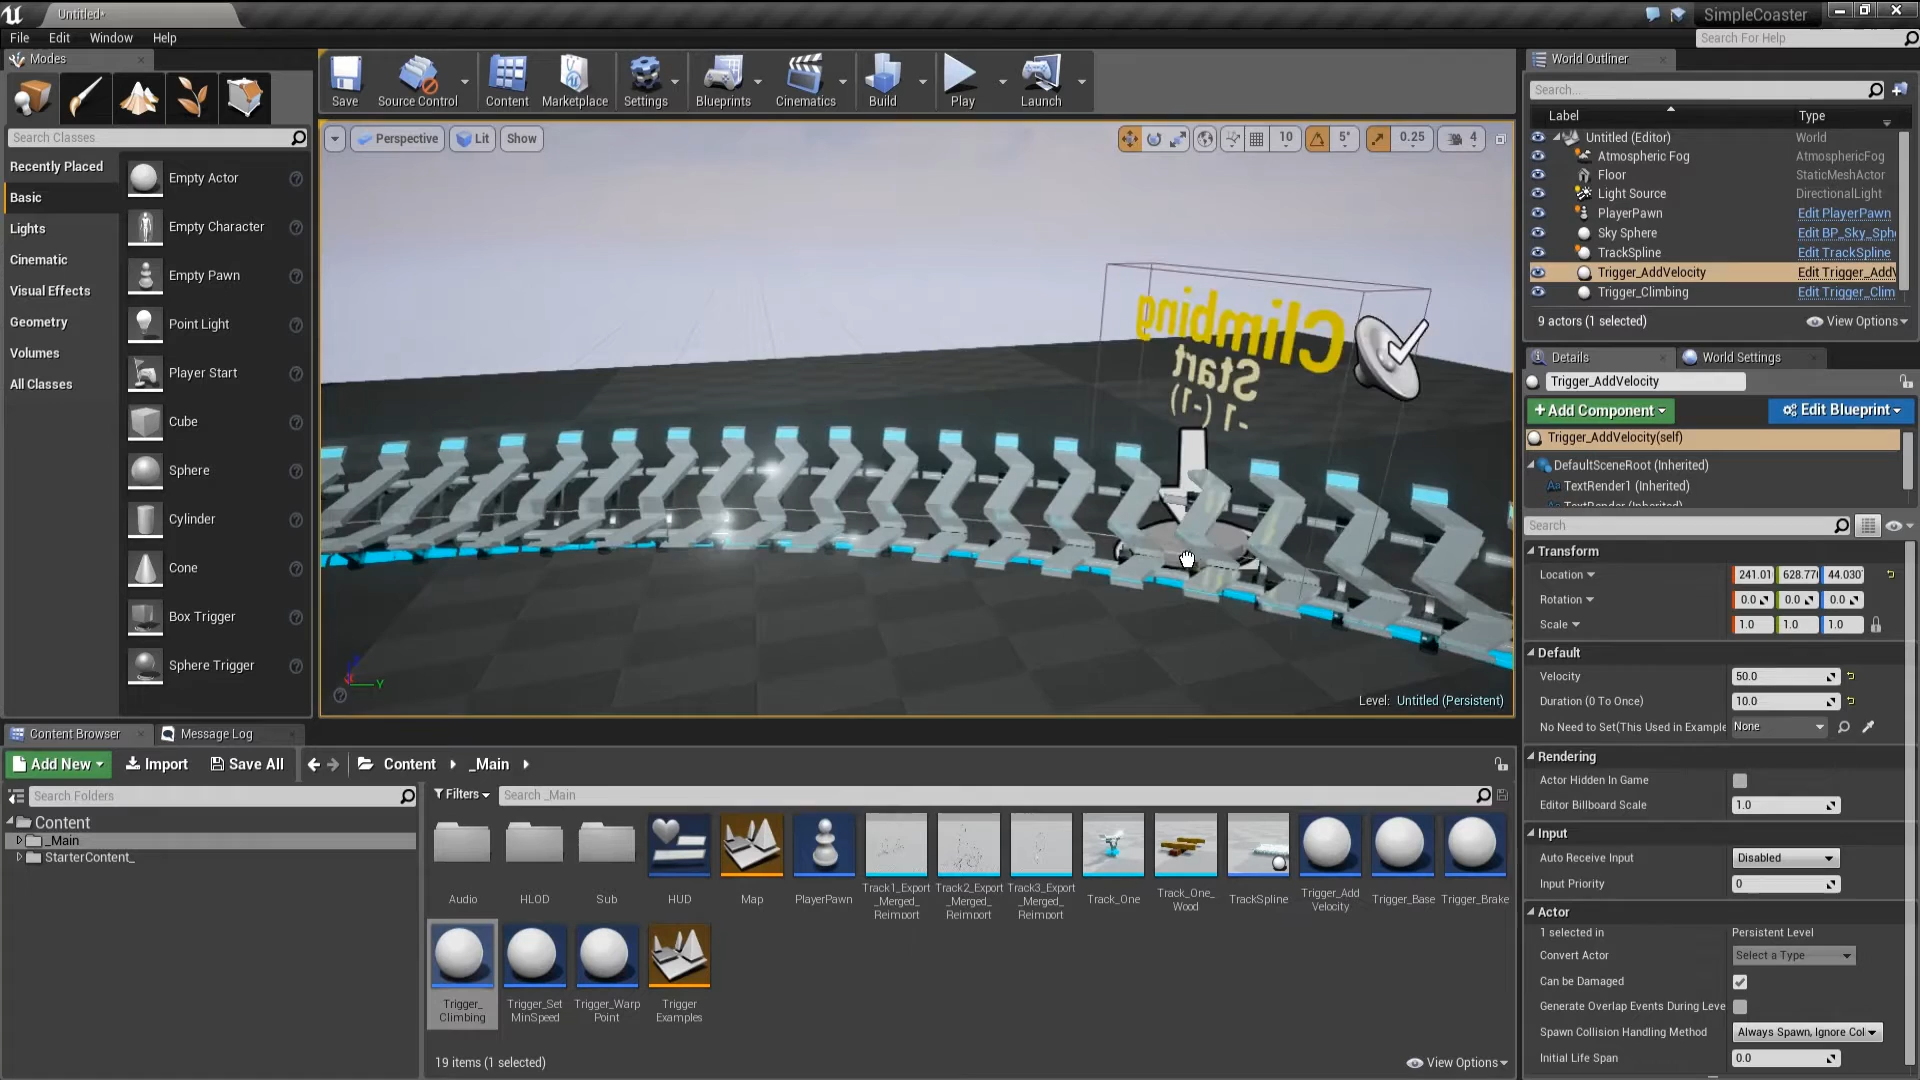 Untitled*
SimpleCoaster
File Edit Window Help
Search For Help
Modes
Search Classes
Recently Placed
Basic
Lights
Cinematic
Visual Effects
Geometry
Volumes
All Classes
Empty Actor
Empty Character
Empty Pawn
Point Light
Player Start
Cube
Sphere
Cylinder
Cone
Box Trigger
Sphere Trigger
Save
Source Control
Content
Marketplace
Settings
Blueprints
Cinematics
Build
Play
Launch
Perspective
Lit
Show
10
5°
0.25
4
Climbing
Start
-1 (-1)
Y
Level: Untitled (Persistent)
World Outliner
Search...
Label Type
Untitled (Editor) World
Atmospheric Fog AtmosphericFog
Floor StaticMeshActor
Light Source DirectionalLight
PlayerPawn Edit PlayerPawn
Sky Sphere Edit BP_Sky_Sph
TrackSpline Edit TrackSpline
Trigger_AddVelocity Edit Trigger_Add
Trigger_Climbing Edit Trigger_Clim
9 actors (1 selected)
View Options
Details
World Settings
Trigger_AddVelocity
+Add Component
Edit Blueprint
Trigger_AddVelocity(self)
DefaultSceneRoot (Inherited)
TextRender1 (Inherited)
TextRender (Inherited)
Search
Transform
Location 241.01 628.77 44.030
Rotation 0.0 0.0 0.0
Scale 1.0 1.0 1.0
Default
Velocity 50.0
Duration (0 To Once) 10.0
No Need to Set(This Used in Example None
Rendering
Actor Hidden In Game
Editor Billboard Scale 1.0
Input
Auto Receive Input Disabled
Input Priority 0
Actor
1 selected in Persistent Level
Convert Actor Select a Type
Can be Damaged
Generate Overlap Events During Leve
Spawn Collision Handling Method Always Spawn, Ignore Col
Initial Life Span 0.0
Content Browser
Message Log
Add New
Import
Save All
Content
_Main
Search Folders
Content
_Main
StarterContent_
Filters
Search _Main
Audio
HLOD
Sub
HUD
Map
PlayerPawn
Track1_Export
_Merged_
Reimport
Track2_Export
_Merged_
Reimport
Track3_Export
_Merged_
Reimport
Track_One
Track_One_
Wood
TrackSpline
Trigger_Add
Velocity
Trigger_Base
Trigger_Brake
Trigger_
Climbing
Trigger_Set
MinSpeed
Trigger_Warp
Point
Trigger
Examples
19 items (1 selected)
View Options